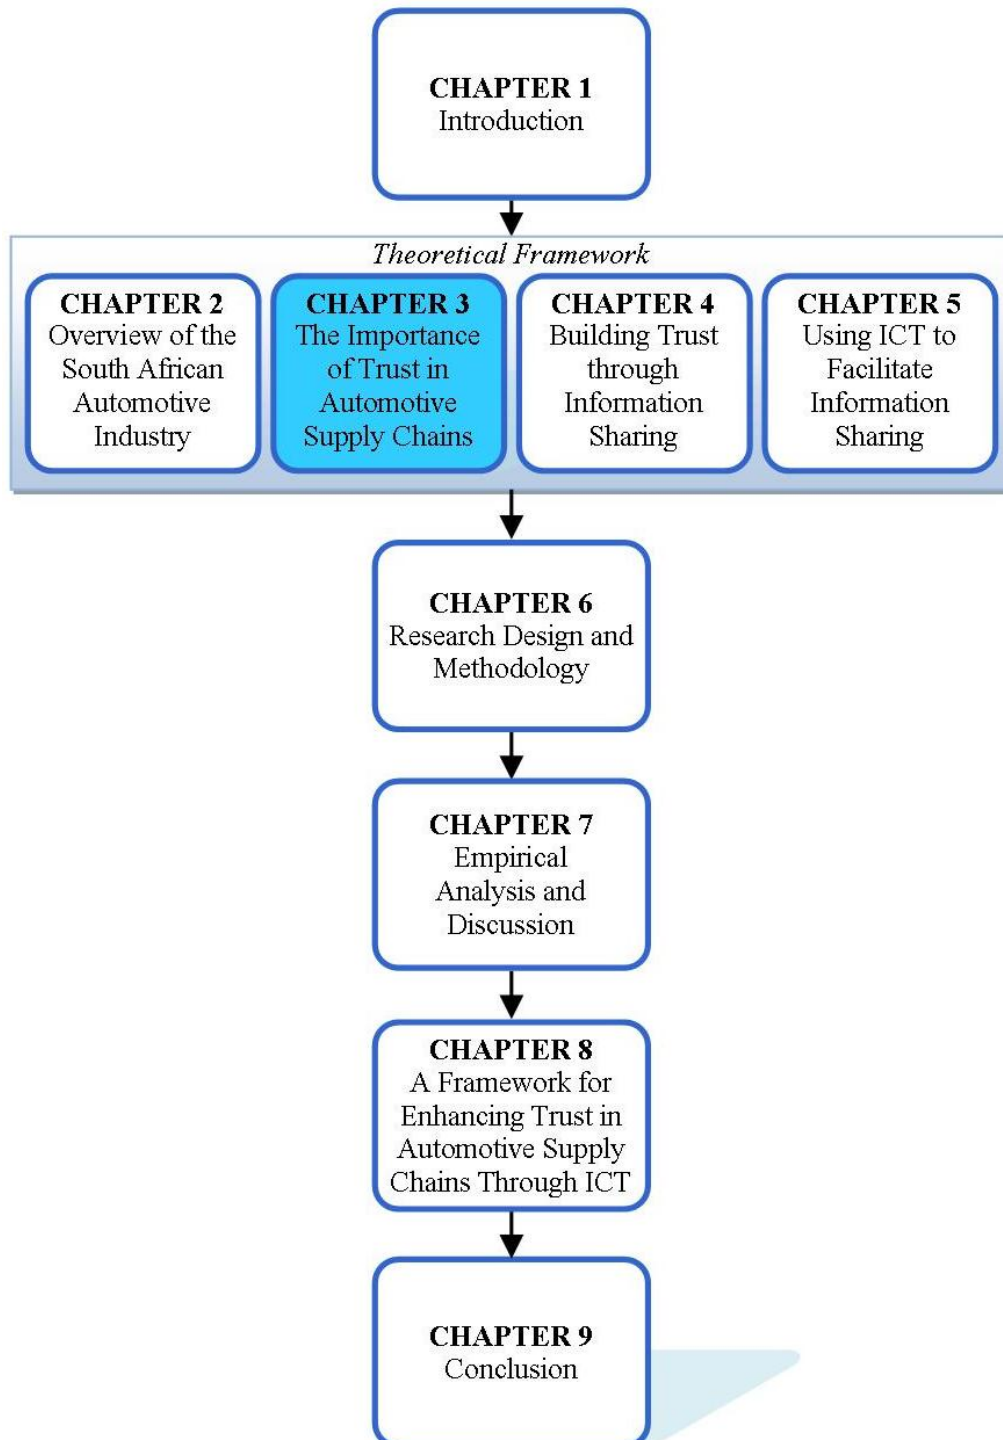 CHAPTER 1
Introduction
Theoretical Framework
CHAPTER 2
Overview of the
South African
Automotive
Industry
CHAPTER 3
The Importance
of Trust in
Automotive
Supply Chains
CHAPTER 4
Building Trust
through
Information
Sharing
CHAPTER 5
Using ICT to
Facilitate
Information
Sharing
CHAPTER 6
Research Design and
Methodology
CHAPTER 7
Empirical
Analysis and
Discussion
CHAPTER 8
A Framework for
Enhancing Trust in
Automotive Supply
Chains Through ICT
CHAPTER 9
Conclusion